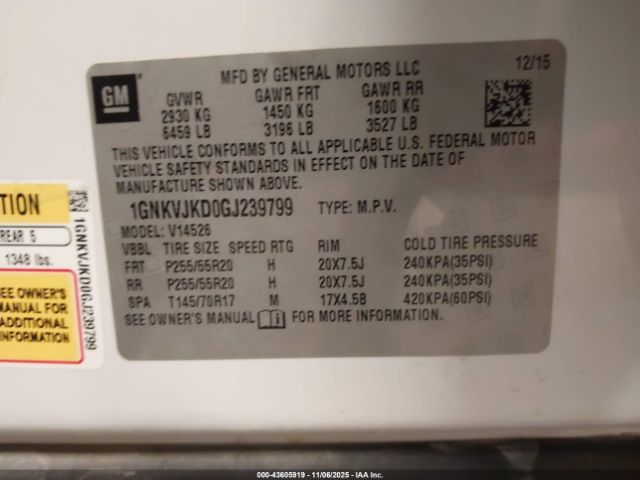 MFD BY GENERAL MOTORS LLC 12/15
GM
GVWR GAWR FRT GAWR RR
2930 KG 1450 KG 1600 KG
6459 LB 3196 LB 3527 LB
THIS VEHICLE CONFORMS TO ALL APPLICABLE U.S. FEDERAL MOTOR
VEHICLE SAFETY STANDARDS IN EFFECT ON THE DATE OF
MANUFACTURE SHOWN ABOVE.
1GNKVJKD0GJ239799 TYPE: M.P.V.
MODEL: V14526
VBBL TIRE SIZE SPEED RTG RIM COLD TIRE PRESSURE
FRT P255/55R20 H 20X7.5J 240KPA(35PSI)
RR P255/55R20 H 20X7.5J 240KPA(35PSI)
SPA T145/70R17 M 17X4.5B 420KPA(60PSI)
SEE OWNER'S MANUAL i FOR MORE INFORMATION.
TION
REAR 5
1348 lbs.
SEE OWNER'S
MANUAL FOR
ADDITIONAL
INFORMATION
1GNKVJKD0GJ239799
000-43605919 - 11/06/2025 - IAA Inc.